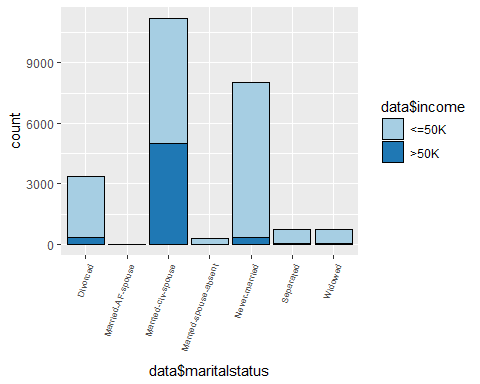 9000
6000
3000
0
count
Divorced
Married.AF.spouse
Married.civ.spouse
Married.spouse.absent
Never.married
Separated
Widowed
data$maritalstatus
data$income
<=50K
>50K